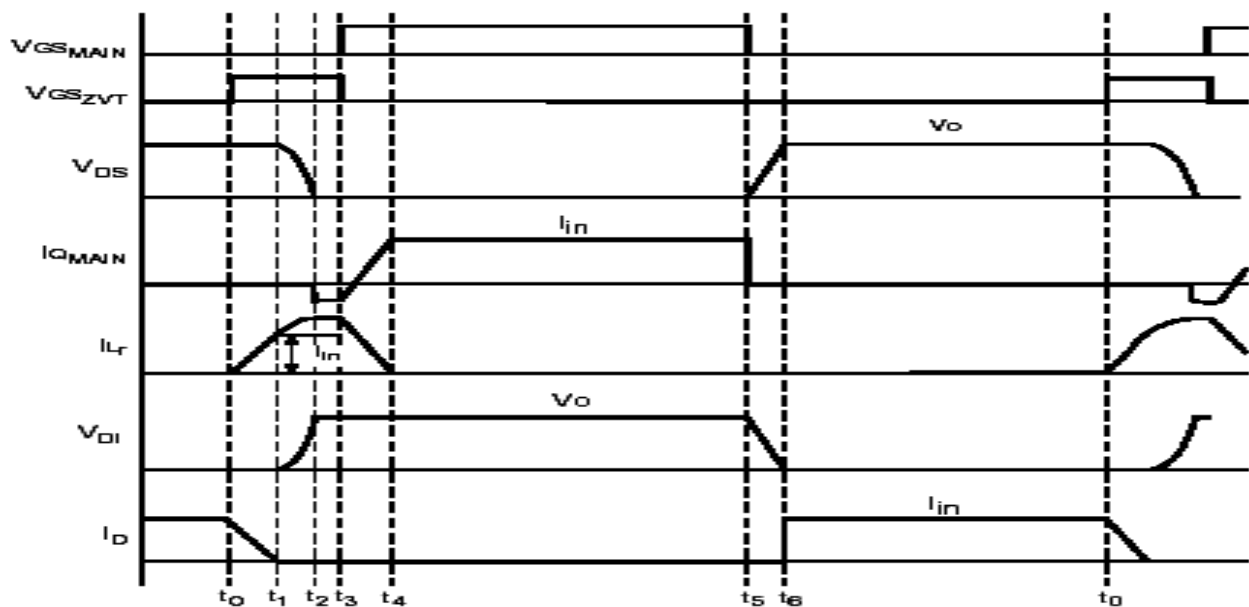 VGSMAIN
VGSZVT
Vo
VDS
Iin
IQMAIN
ILr
Iin
Vo
VDI
Iin
ID
t0 t1 t2 t3 t4 t5 t6 t0